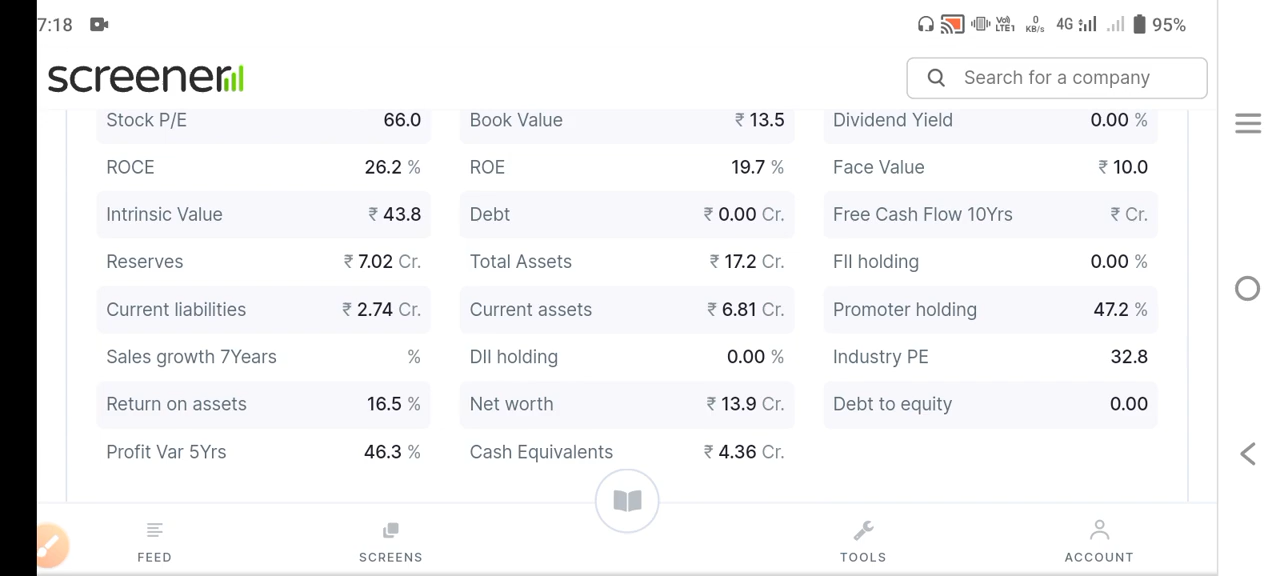 7:18 Vo) LTE1 0 KB/s 4G 95%
screener Search for a company
Stock P/E 66.0 Book Value ₹ 13.5 Dividend Yield 0.00 %
ROCE 26.2 % ROE 19.7 % Face Value ₹ 10.0
Intrinsic Value ₹ 43.8 Debt ₹ 0.00 Cr. Free Cash Flow 10Yrs ₹ Cr.
Reserves ₹ 7.02 Cr. Total Assets ₹ 17.2 Cr. FII holding 0.00 %
Current liabilities ₹ 2.74 Cr. Current assets ₹ 6.81 Cr. Promoter holding 47.2 %
Sales growth 7Years % DII holding 0.00 % Industry PE 32.8
Return on assets 16.5 % Net worth ₹ 13.9 Cr. Debt to equity 0.00
Profit Var 5Yrs 46.3 % Cash Equivalents ₹ 4.36 Cr.
FEED SCREENS TOOLS ACCOUNT